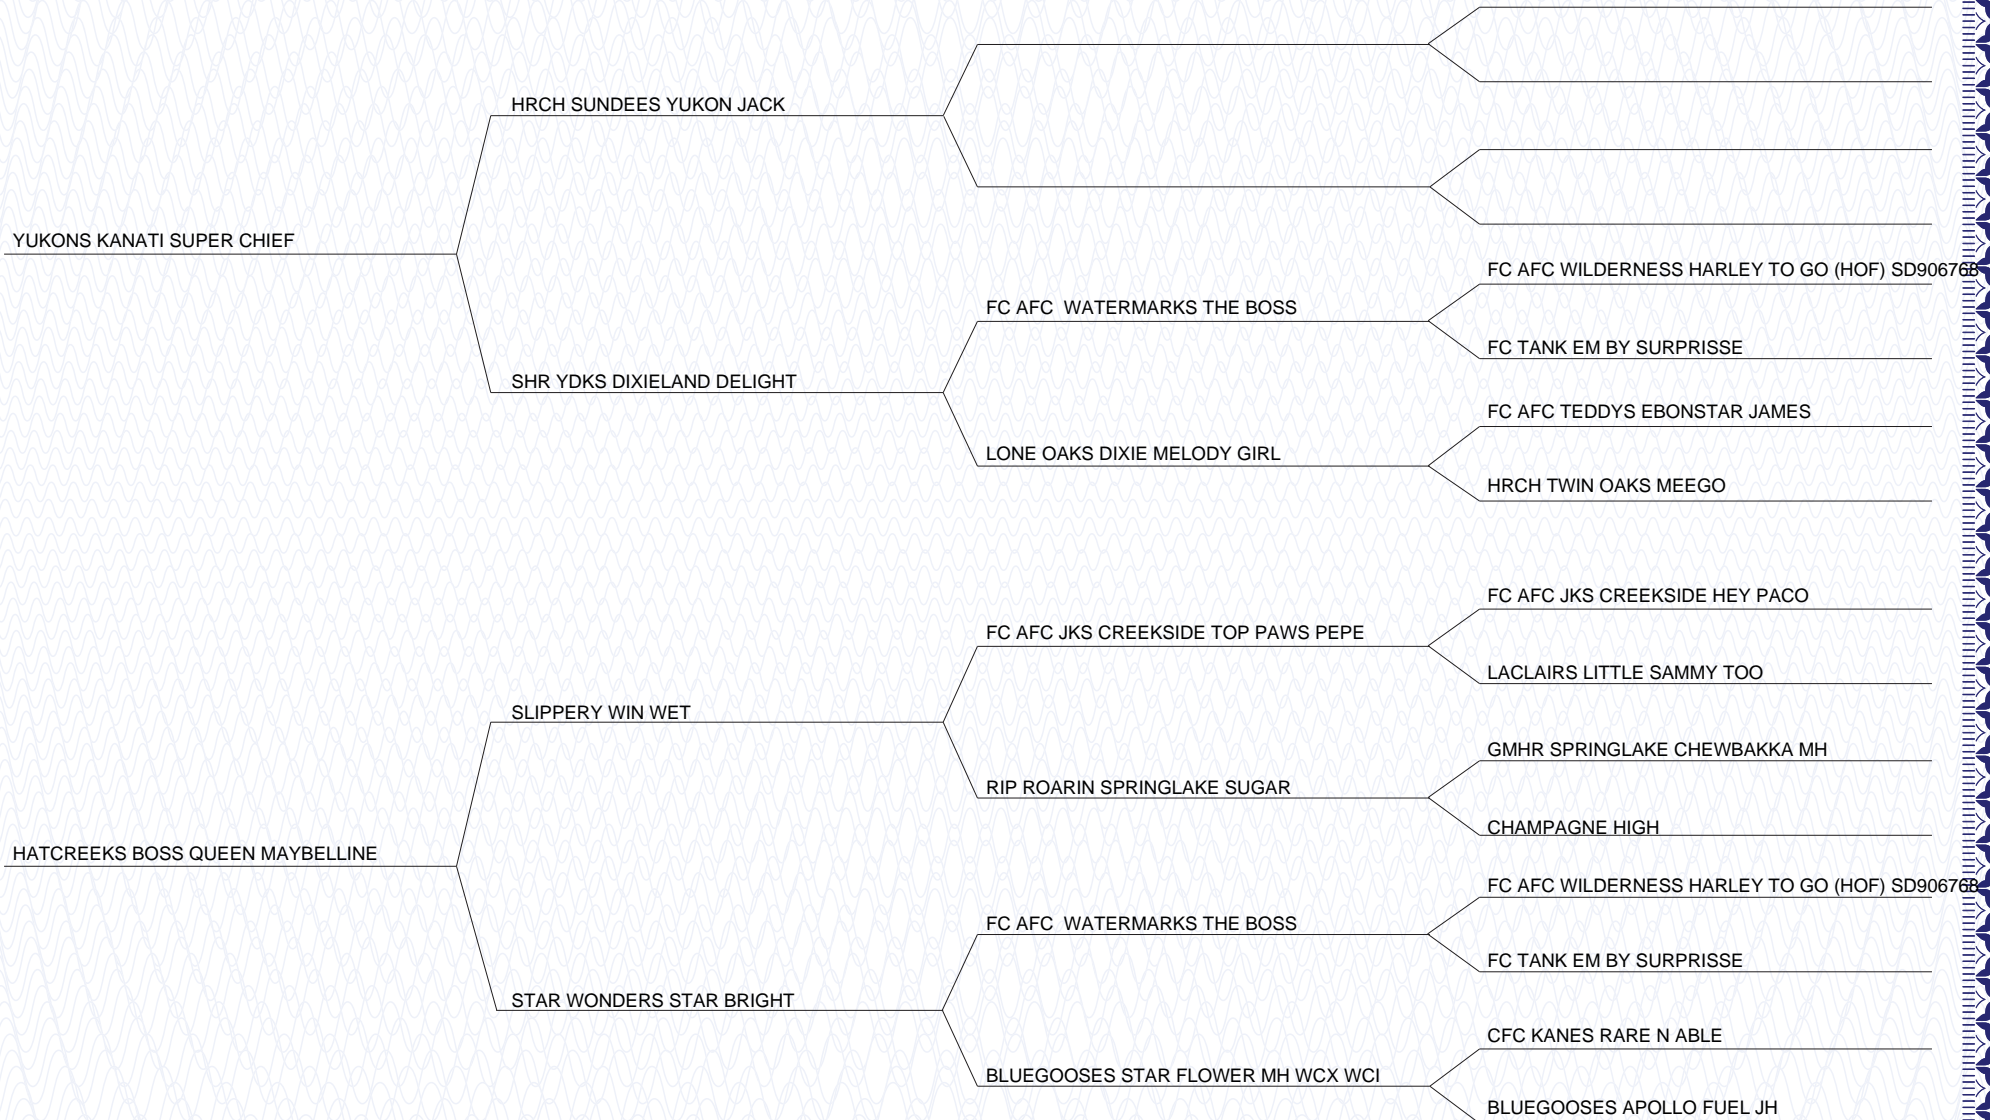 HRCH SUNDEES YUKON JACK
YUKONS KANATI SUPER CHIEF
FC AFC WILDERNESS HARLEY TO GO (HOF) SD906768
FC AFC  WATERMARKS THE BOSS
FC TANK EM BY SURPRISSE
SHR YDKS DIXIELAND DELIGHT
FC AFC TEDDYS EBONSTAR JAMES
LONE OAKS DIXIE MELODY GIRL
HRCH TWIN OAKS MEEGO
FC AFC JKS CREEKSIDE HEY PACO
FC AFC JKS CREEKSIDE TOP PAWS PEPE
LACLAIRS LITTLE SAMMY TOO
SLIPPERY WIN WET
GMHR SPRINGLAKE CHEWBAKKA MH
RIP ROARIN SPRINGLAKE SUGAR
CHAMPAGNE HIGH
HATCREEKS BOSS QUEEN MAYBELLINE
FC AFC WILDERNESS HARLEY TO GO (HOF) SD906768
FC AFC  WATERMARKS THE BOSS
FC TANK EM BY SURPRISSE
STAR WONDERS STAR BRIGHT
CFC KANES RARE N ABLE
BLUEGOOSES STAR FLOWER MH WCX WCI
BLUEGOOSES APOLLO FUEL JH